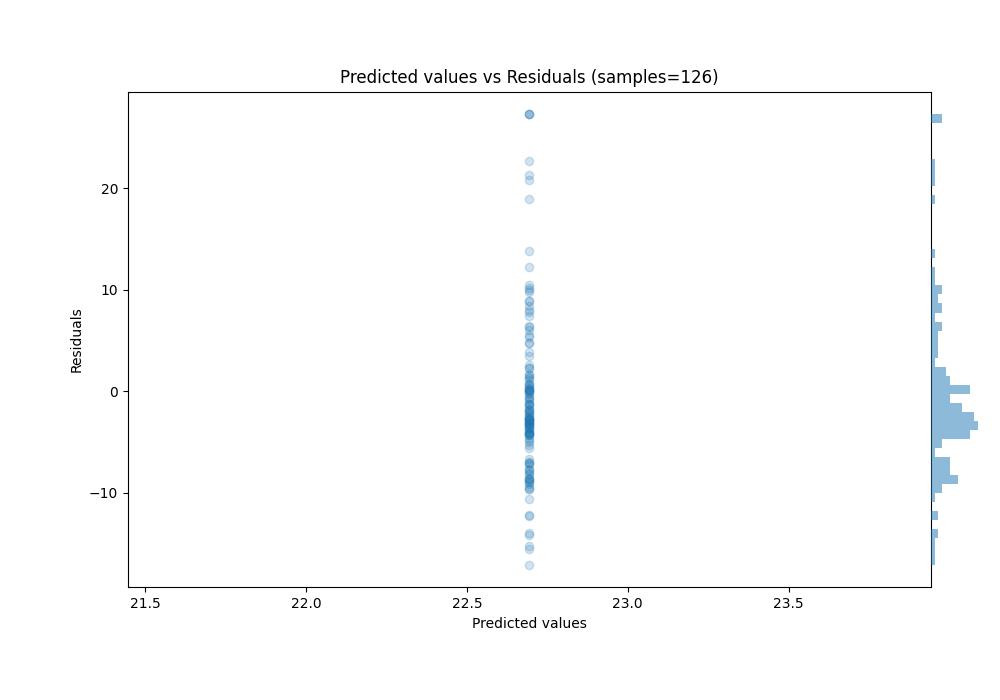 Predicted values vs Residuals (samples=126)
Residuals
20
10
0
−10
21.5 22.0 22.5 23.0 23.5
Predicted values